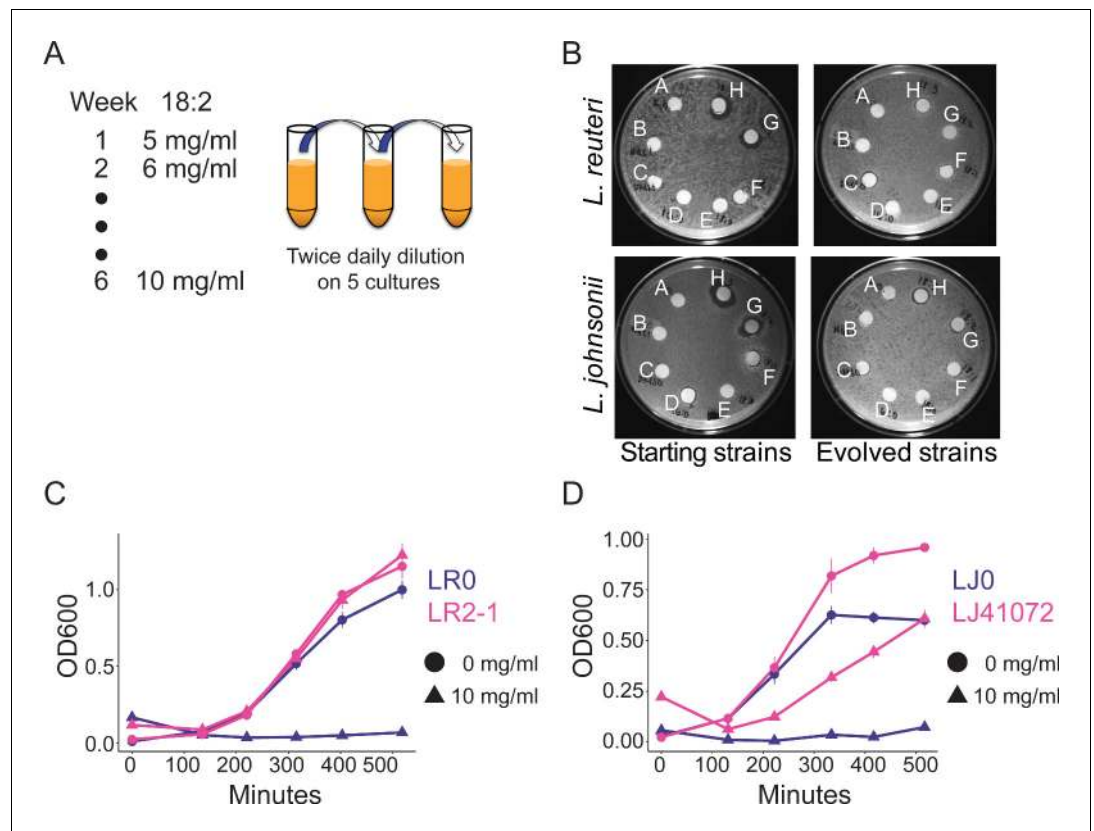 A
Week 18:2
1 5 mg/ml
2 6 mg/ml
6 10 mg/ml
Twice daily dilution
on 5 cultures
B
L. reuteri
A
B
C
D
E
F
G
H
A
B
C
D
E
F
G
H
L. johnsonii
A
B
C
D
E
F
G
H
A
B
C
D
E
F
G
H
Starting strains
Evolved strains
C
OD600
1.0
0.5
0.0
0 100 200 300 400 500
Minutes
LR0
LR2-1
0 mg/ml
10 mg/ml
D
OD600
1.00
0.75
0.50
0.25
0.00
0 100 200 300 400 500
Minutes
LJ0
LJ41072
0 mg/ml
10 mg/ml